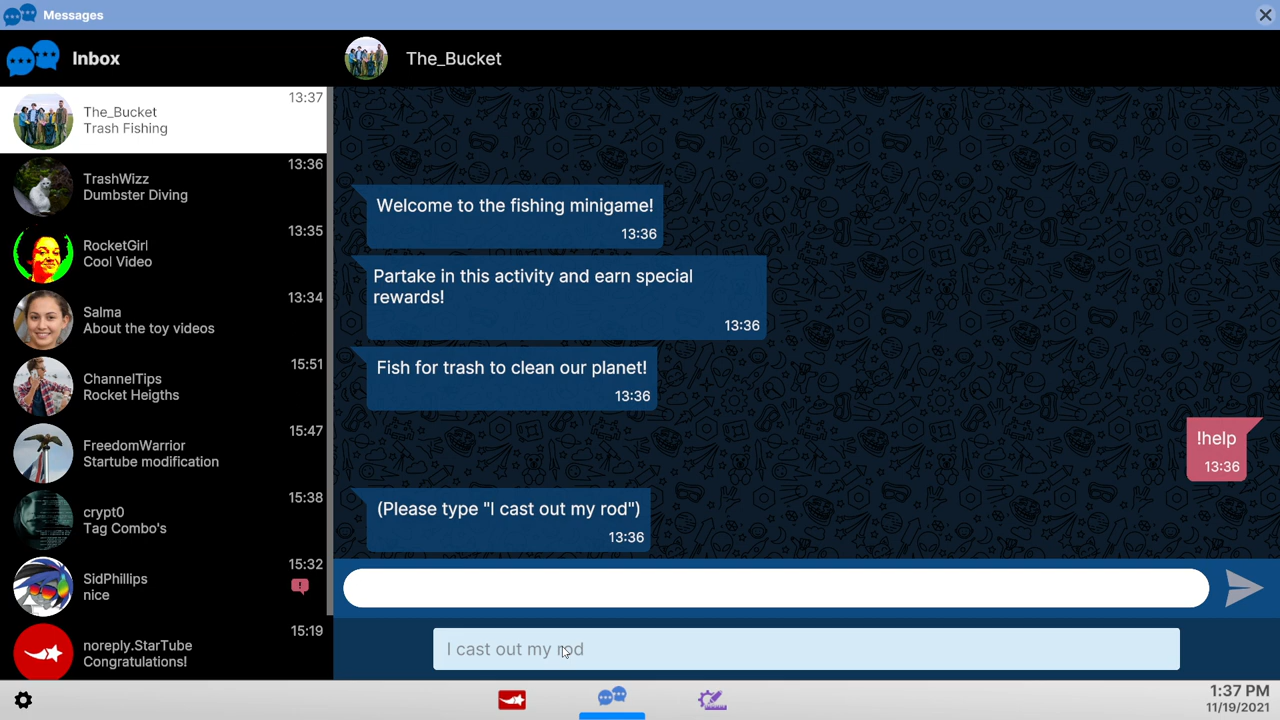 Messages
Inbox
The_Bucket
13:37
The_Bucket
Trash Fishing
13:36
TrashWizz
Dumbster Diving
13:35
RocketGirl
Cool Video
13:34
Salma
About the toy videos
15:51
ChannelTips
Rocket Heigths
15:47
FreedomWarrior
Startube modification
15:38
crypt0
Tag Combo's
15:32
SidPhillips
nice
15:19
noreply.StarTube
Congratulations!
Welcome to the fishing minigame!
13:36
Partake in this activity and earn special
rewards!
13:36
Fish for trash to clean our planet!
13:36
!help
13:36
(Please type "I cast out my rod")
13:36
I cast out my rod
1:37 PM
11/19/2021